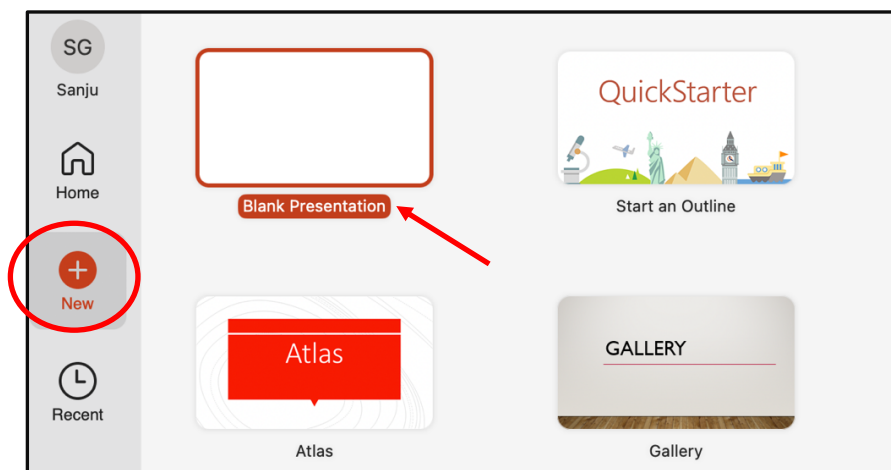 SG
Sanju
Home
New
Recent
Blank Presentation
QuickStarter
Start an Outline
Atlas
Atlas
GALLERY
Gallery